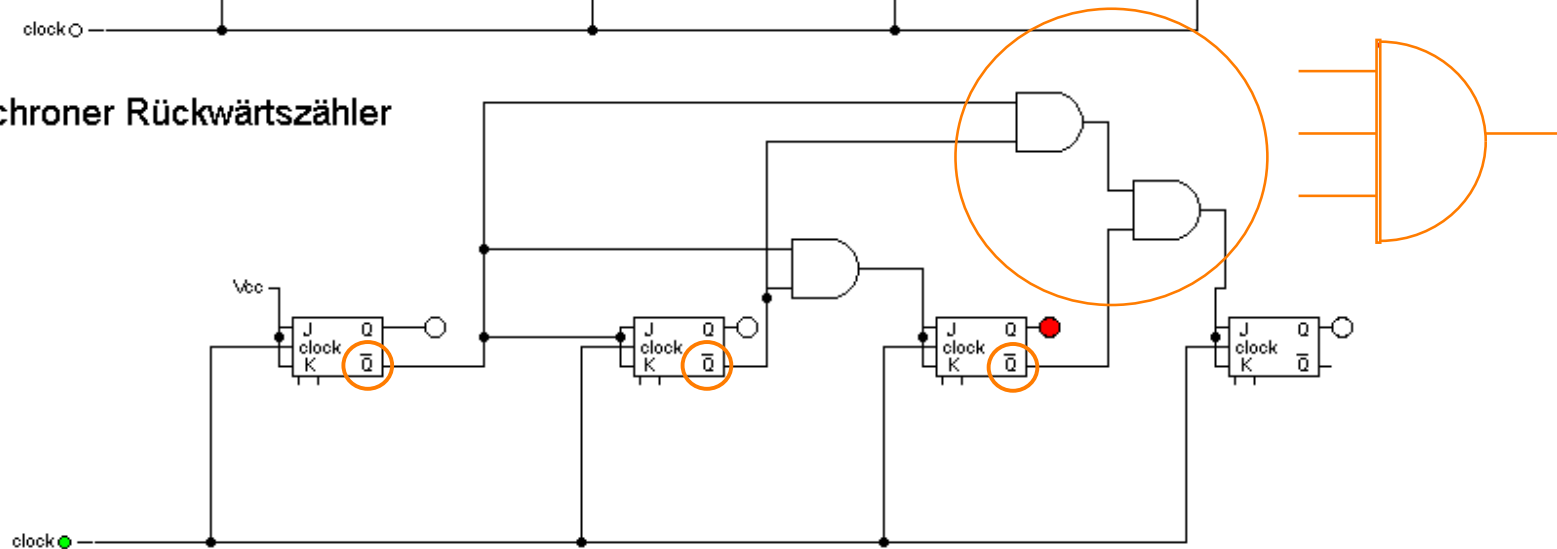 clock
chroner Rückwärtszähler
Vcc
J Q J Q J Q J Q
clock clock clock clock
K Q̅ K Q̅ K Q̅ K Q̅
clock